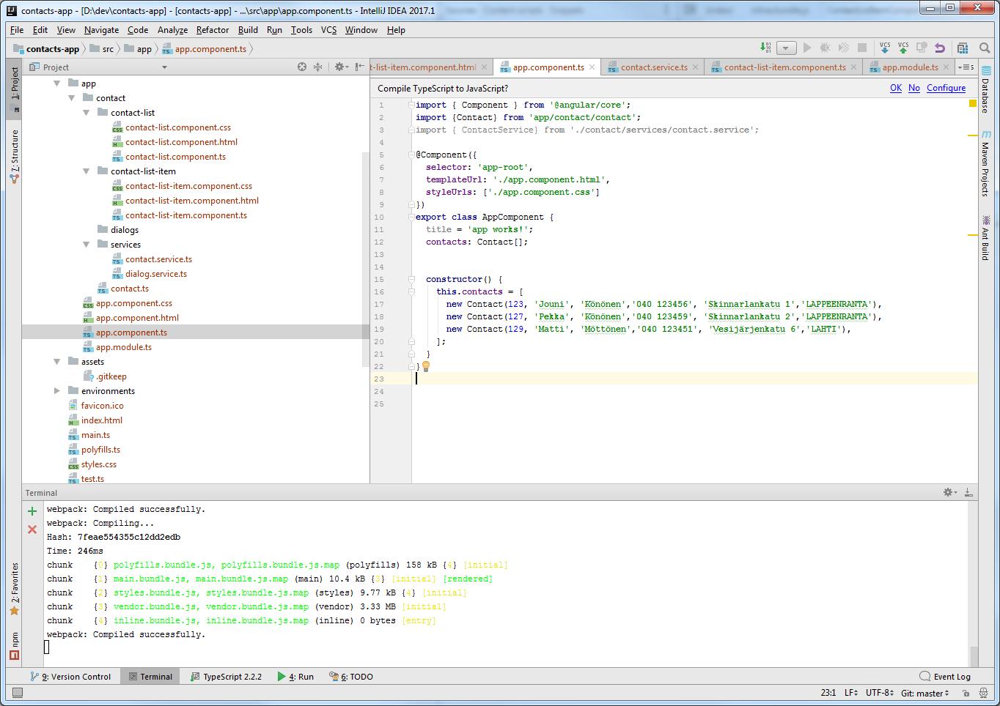 contacts-app - [D:\dev\contacts-app] - [contacts-app] - ...\src\app\app.component.ts - IntelliJ IDEA 2017.1
File Edit View Navigate Code Analyze Refactor Build Run Tools VCS Window Help
contacts-app src app app.component.ts
VCS VCS
1: Project
7: Structure
2: Favorites
npm
Project
app
contact
contact-list
contact-list.component.css
contact-list.component.html
contact-list.component.ts
contact-list-item
contact-list-item.component.css
contact-list-item.component.html
contact-list-item.component.ts
dialogs
services
contact.service.ts
dialog.service.ts
contact.ts
app.component.css
app.component.html
app.component.ts
app.module.ts
assets
.gitkeep
environments
favicon.ico
index.html
main.ts
polyfills.ts
styles.css
test.ts
t-list-item.component.html app.component.ts contact.service.ts contact-list-item.component.ts app.module.ts 5
Compile TypeScript to JavaScript? OK No Configure
1 import { Component } from '@angular/core';
2 import {Contact} from 'app/contact/contact';
3 import { ContactService} from './contact/services/contact.service';
4
5 @Component({
6 selector: 'app-root',
7 templateUrl: './app.component.html',
8 styleUrls: ['./app.component.css']
9 })
10 export class AppComponent {
11 title = 'app works!';
12 contacts: Contact[];
13
14
15 constructor() {
16 this.contacts = [
17 new Contact(123, 'Jouni', 'Könönen','040 123456', 'Skinnarlankatu 1','LAPPEENRANTA'),
18 new Contact(127, 'Pekka', 'Könönen','040 123459', 'Skinnarlankatu 2','LAPPEENRANTA'),
19 new Contact(129, 'Matti', 'Möttönen','040 123451', 'Vesijärjenkatu 6','LAHTI'),
20 ];
21 }
22 }
23
24
25
Database
Maven Projects
Ant Build
Terminal
webpack: Compiled successfully.
webpack: Compiling...
Hash: 7feae554355c12dd2edb
Time: 246ms
chunk {0} polyfills.bundle.js, polyfills.bundle.js.map (polyfills) 158 kB {4} [initial]
chunk {1} main.bundle.js, main.bundle.js.map (main) 10.4 kB {3} [initial] [rendered]
chunk {2} styles.bundle.js, styles.bundle.js.map (styles) 9.77 kB {4} [initial]
chunk {3} vendor.bundle.js, vendor.bundle.js.map (vendor) 3.33 MB [initial]
chunk {4} inline.bundle.js, inline.bundle.js.map (inline) 0 bytes [entry]
webpack: Compiled successfully.
9: Version Control Terminal TypeScript 2.2.2 4: Run 6: TODO Event Log
23:1 LF UTF-8 Git: master